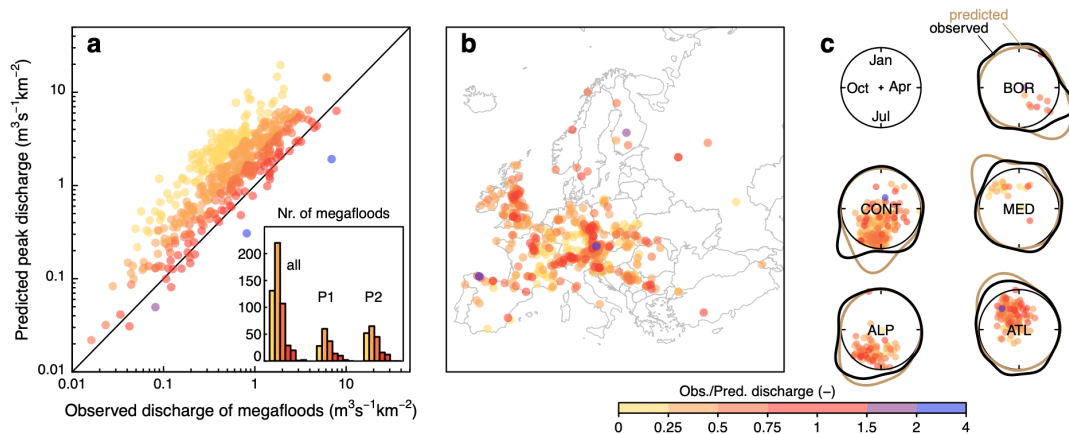 a
Predicted peak discharge (m³s⁻¹km⁻²)
10
1
0.1
0.01
0.01
0.1
1
10
Observed discharge of megafloods (m³s⁻¹km⁻²)
Nr. of megafloods
200
150
100
50
0
all
P1
P2
b
c
predicted
observed
Jan
Oct + Apr
Jul
BOR
CONT
MED
ALP
ATL
Obs./Pred. discharge (−)
0 0.25 0.5 0.75 1 1.5 2 4